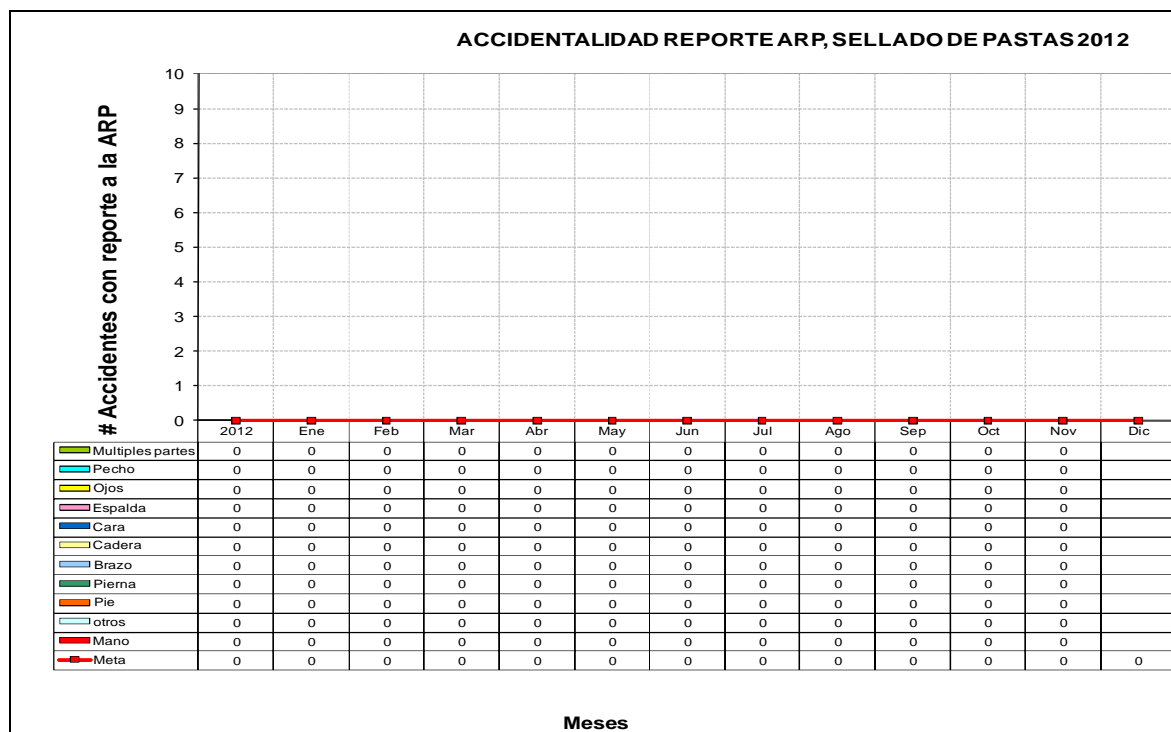 ACCIDENTALIDAD REPORTE ARP, SELLADO DE PASTAS 2012
# Accidentes con reporte a la ARP
10
9
8
7
6
5
4
3
2
1
0
2012 Ene Feb Mar Abr May Jun Jul Ago Sep Oct Nov Dic
Multiples partes 0 0 0 0 0 0 0 0 0 0 0 0
Pecho 0 0 0 0 0 0 0 0 0 0 0 0
Ojos 0 0 0 0 0 0 0 0 0 0 0 0
Espalda 0 0 0 0 0 0 0 0 0 0 0 0
Cara 0 0 0 0 0 0 0 0 0 0 0 0
Cadera 0 0 0 0 0 0 0 0 0 0 0 0
Brazo 0 0 0 0 0 0 0 0 0 0 0 0
Pierna 0 0 0 0 0 0 0 0 0 0 0 0
Pie 0 0 0 0 0 0 0 0 0 0 0 0
otros 0 0 0 0 0 0 0 0 0 0 0 0
Mano 0 0 0 0 0 0 0 0 0 0 0 0
Meta 0 0 0 0 0 0 0 0 0 0 0 0 0
Meses